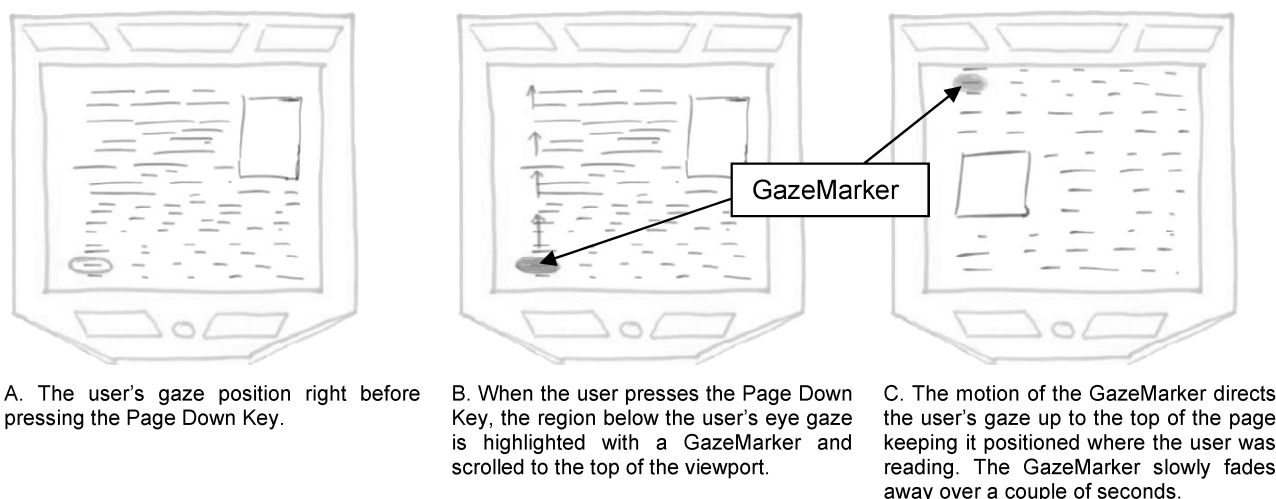 GazeMarker
A. The user's gaze position right before
pressing the Page Down Key.
B. When the user presses the Page Down
Key, the region below the user's eye gaze
is highlighted with a GazeMarker and
scrolled to the top of the viewport.
C. The motion of the GazeMarker directs
the user's gaze up to the top of the page
keeping it positioned where the user was
reading. The GazeMarker slowly fades
away over a couple of seconds.